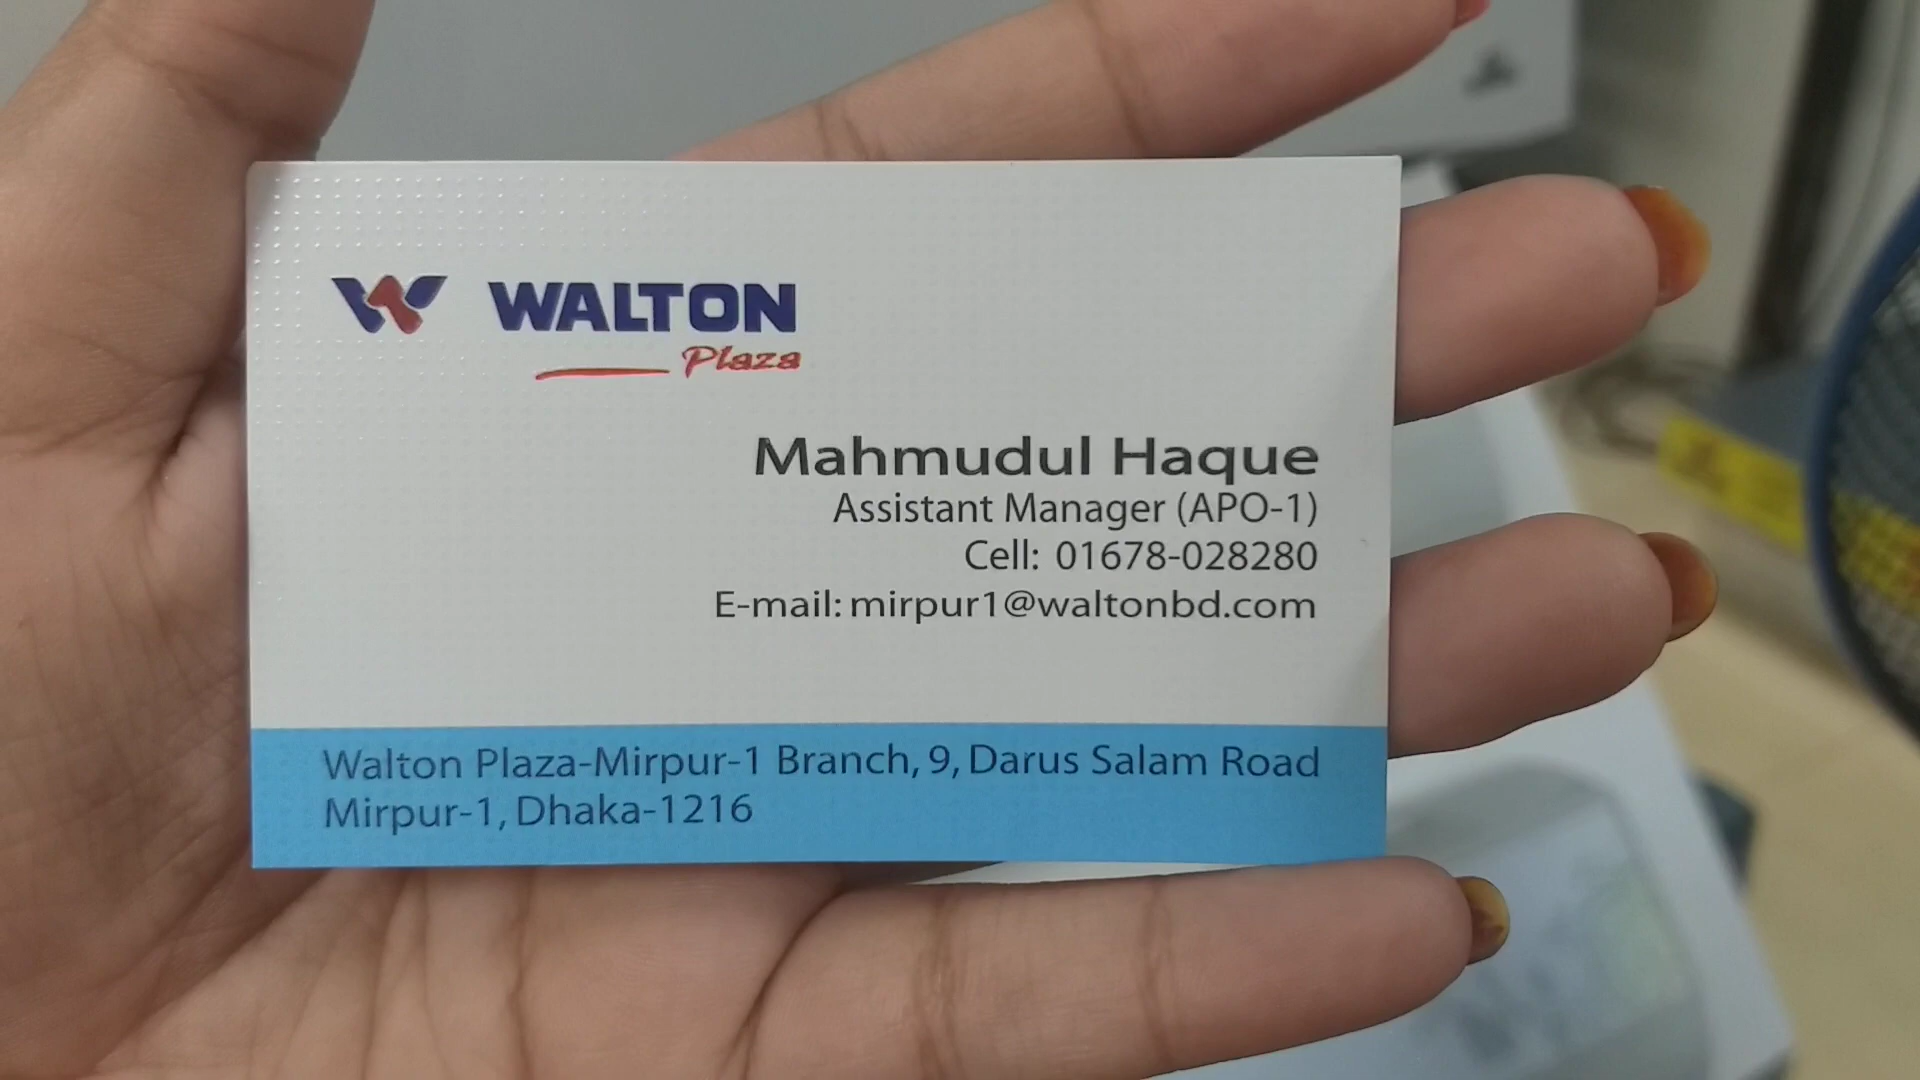 WALTON
Plaza
Mahmudul Haque
Assistant Manager (APO-1)
Cell: 01678-028280
E-mail: mirpur1@waltonbd.com
Walton Plaza-Mirpur-1 Branch, 9, Darus Salam Road
Mirpur-1, Dhaka-1216